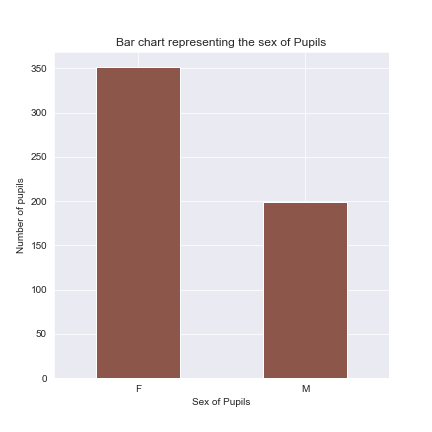 Bar chart representing the sex of Pupils
350
300
250
200
150
100
50
0
Number of pupils
F
M
Sex of Pupils